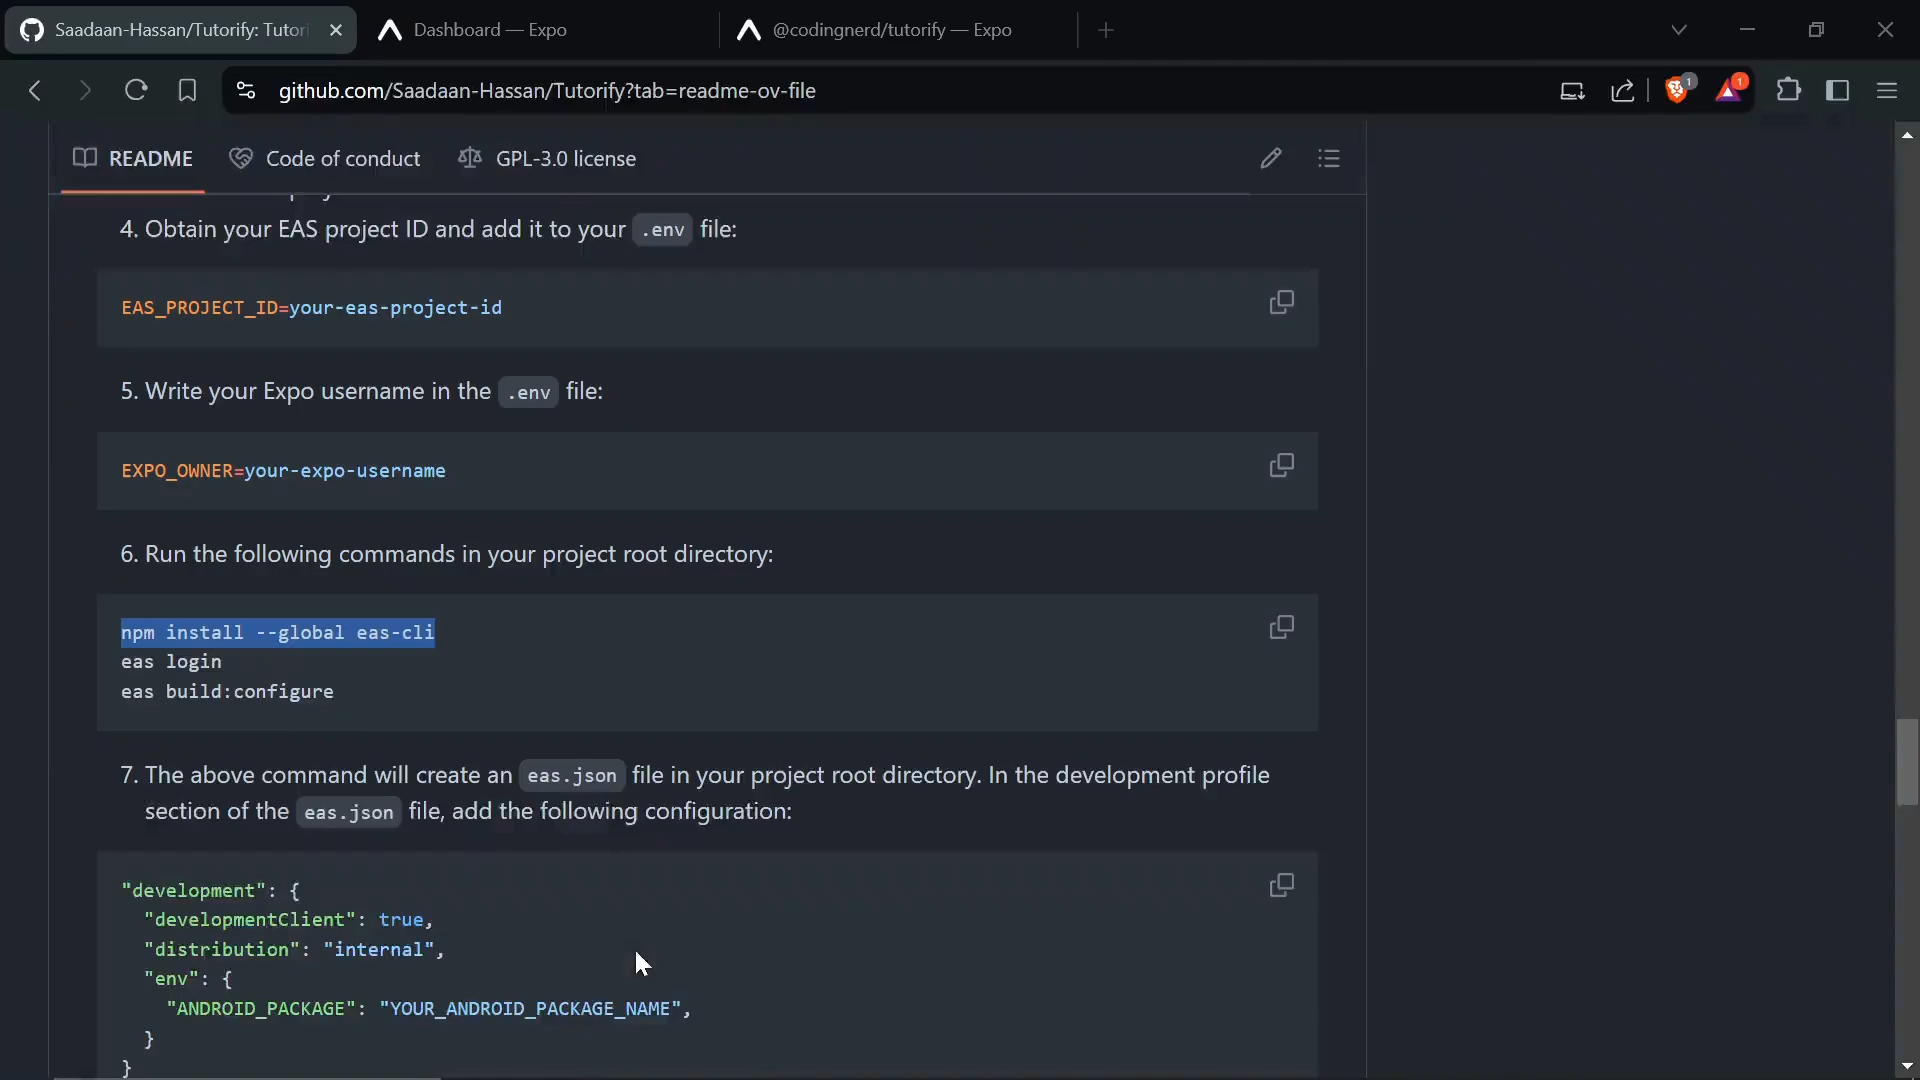 Saadaan-Hassan/Tutorify: Tutori
Dashboard — Expo
@codingnerd/tutorify — Expo
github.com/Saadaan-Hassan/Tutorify?tab=readme-ov-file
1
1
README
Code of conduct
GPL-3.0 license
4. Obtain your EAS project ID and add it to your .env file:
EAS_PROJECT_ID=your-eas-project-id
5. Write your Expo username in the .env file:
EXPO_OWNER=your-expo-username
6. Run the following commands in your project root directory:
npm install --global eas-cli
eas login
eas build:configure
7. The above command will create an eas.json file in your project root directory. In the development profile
section of the eas.json file, add the following configuration:
"development": {
"developmentClient": true,
"distribution": "internal",
"env": {
"ANDROID_PACKAGE": "YOUR_ANDROID_PACKAGE_NAME",
}
}